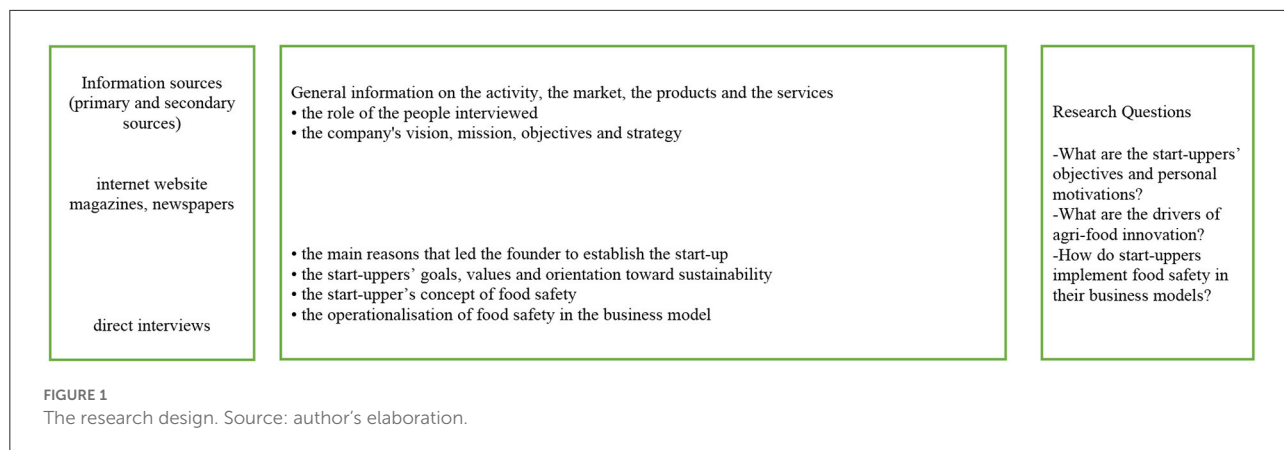 Information sources
(primary and secondary
sources)
internet website
magazines, newspapers
direct interviews
General information on the activity, the market, the products and the services
• the role of the people interviewed
• the company's vision, mission, objectives and strategy
• the main reasons that led the founder to establish the start-up
• the start-uppers’ goals, values and orientation toward sustainability
• the start-upper’s concept of food safety
• the operationalisation of food safety in the business model
Research Questions
-What are the start-uppers’
objectives and personal
motivations?
-What are the drivers of
agri-food innovation?
-How do start-uppers
implement food safety in
their business models?
FIGURE 1
The research design. Source: author’s elaboration.